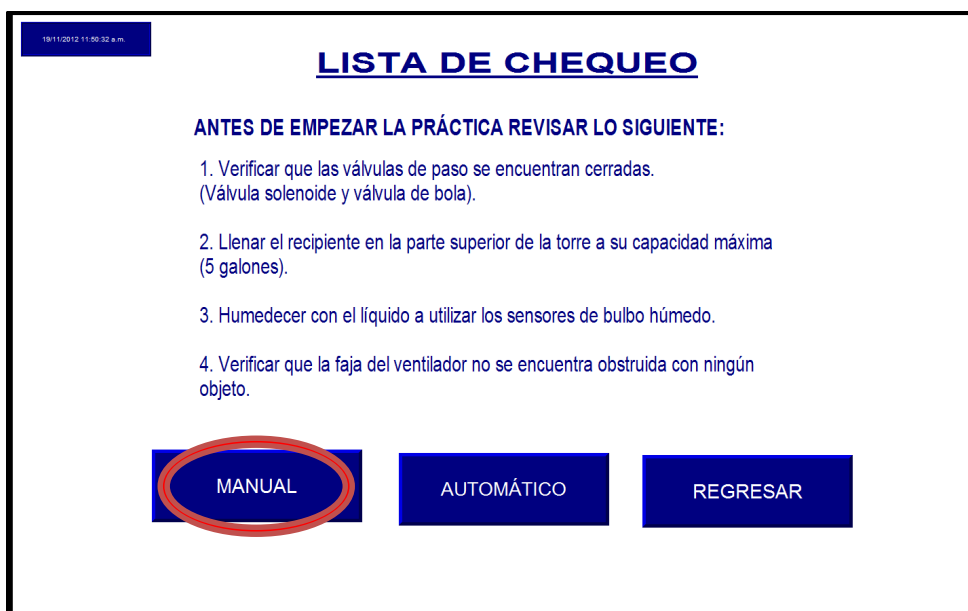 19/11/2012 11:50:32 a.m.
LISTA DE CHEQUEO
ANTES DE EMPEZAR LA PRÁCTICA REVISAR LO SIGUIENTE:
1. Verificar que las válvulas de paso se encuentran cerradas.
(Válvula solenoide y válvula de bola).
2. Llenar el recipiente en la parte superior de la torre a su capacidad máxima
(5 galones).
3. Humedecer con el líquido a utilizar los sensores de bulbo húmedo.
4. Verificar que la faja del ventilador no se encuentra obstruida con ningún
objeto.
MANUAL
AUTOMÁTICO
REGRESAR